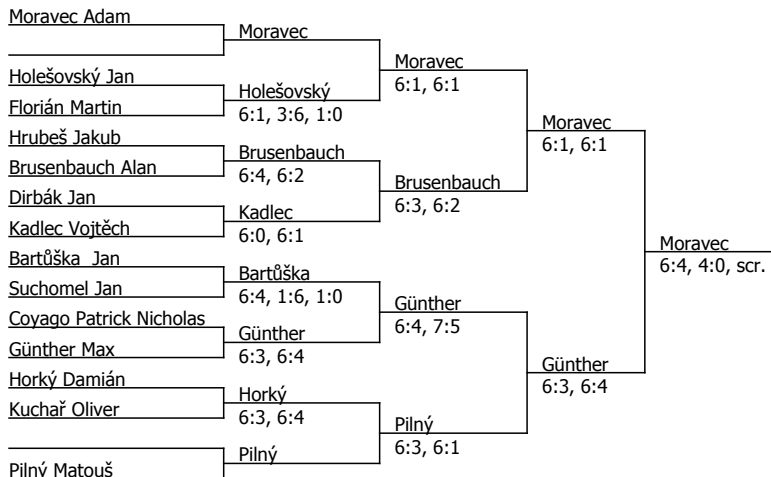 Moravec Adam
Moravec
Moravec
6:1, 6:1
Holešovský Jan
Holešovský
6:1, 3:6, 1:0
Florián Martin
Moravec
6:1, 6:1
Hrubeš Jakub
Brusenbauch
6:4, 6:2
Brusenbauch Alan
Brusenbauch
6:3, 6:2
Dirbák Jan
Kadlec
6:0, 6:1
Kadlec Vojtěch
Moravec
6:4, 4:0, scr.
Bartůška Jan
Bartůška
6:4, 1:6, 1:0
Suchomel Jan
Günther
6:4, 7:5
Coyago Patrick Nicholas
Günther
6:3, 6:4
Günther Max
Günther
6:3, 6:4
Horký Damián
Horký
6:3, 6:4
Kuchař Oliver
Pilný
6:3, 6:1
Pilný
Pilný Matouš